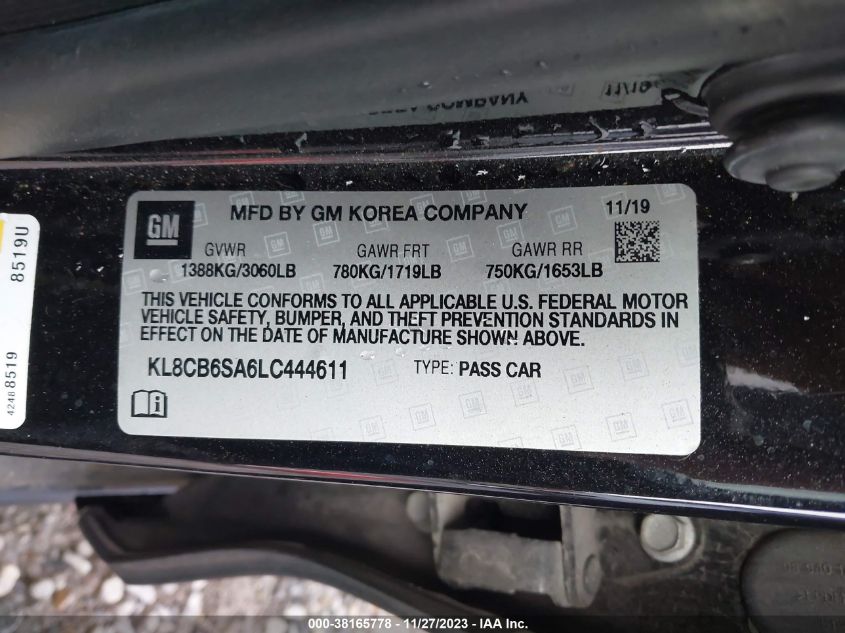 GM
MFD BY GM KOREA COMPANY 11/19
GVWR GAWR FRT GAWR RR
1388KG/3060LB 780KG/1719LB 750KG/1653LB
THIS VEHICLE CONFORMS TO ALL APPLICABLE U.S. FEDERAL MOTOR
VEHICLE SAFETY, BUMPER, AND THEFT PREVENTION STANDARDS IN
EFFECT ON THE DATE OF MANUFACTURE SHOWN ABOVE.
KL8CB6SA6LC444611 TYPE: PASS CAR
8519U
42488519
000-38165778 - 11/27/2023 - IAA Inc.